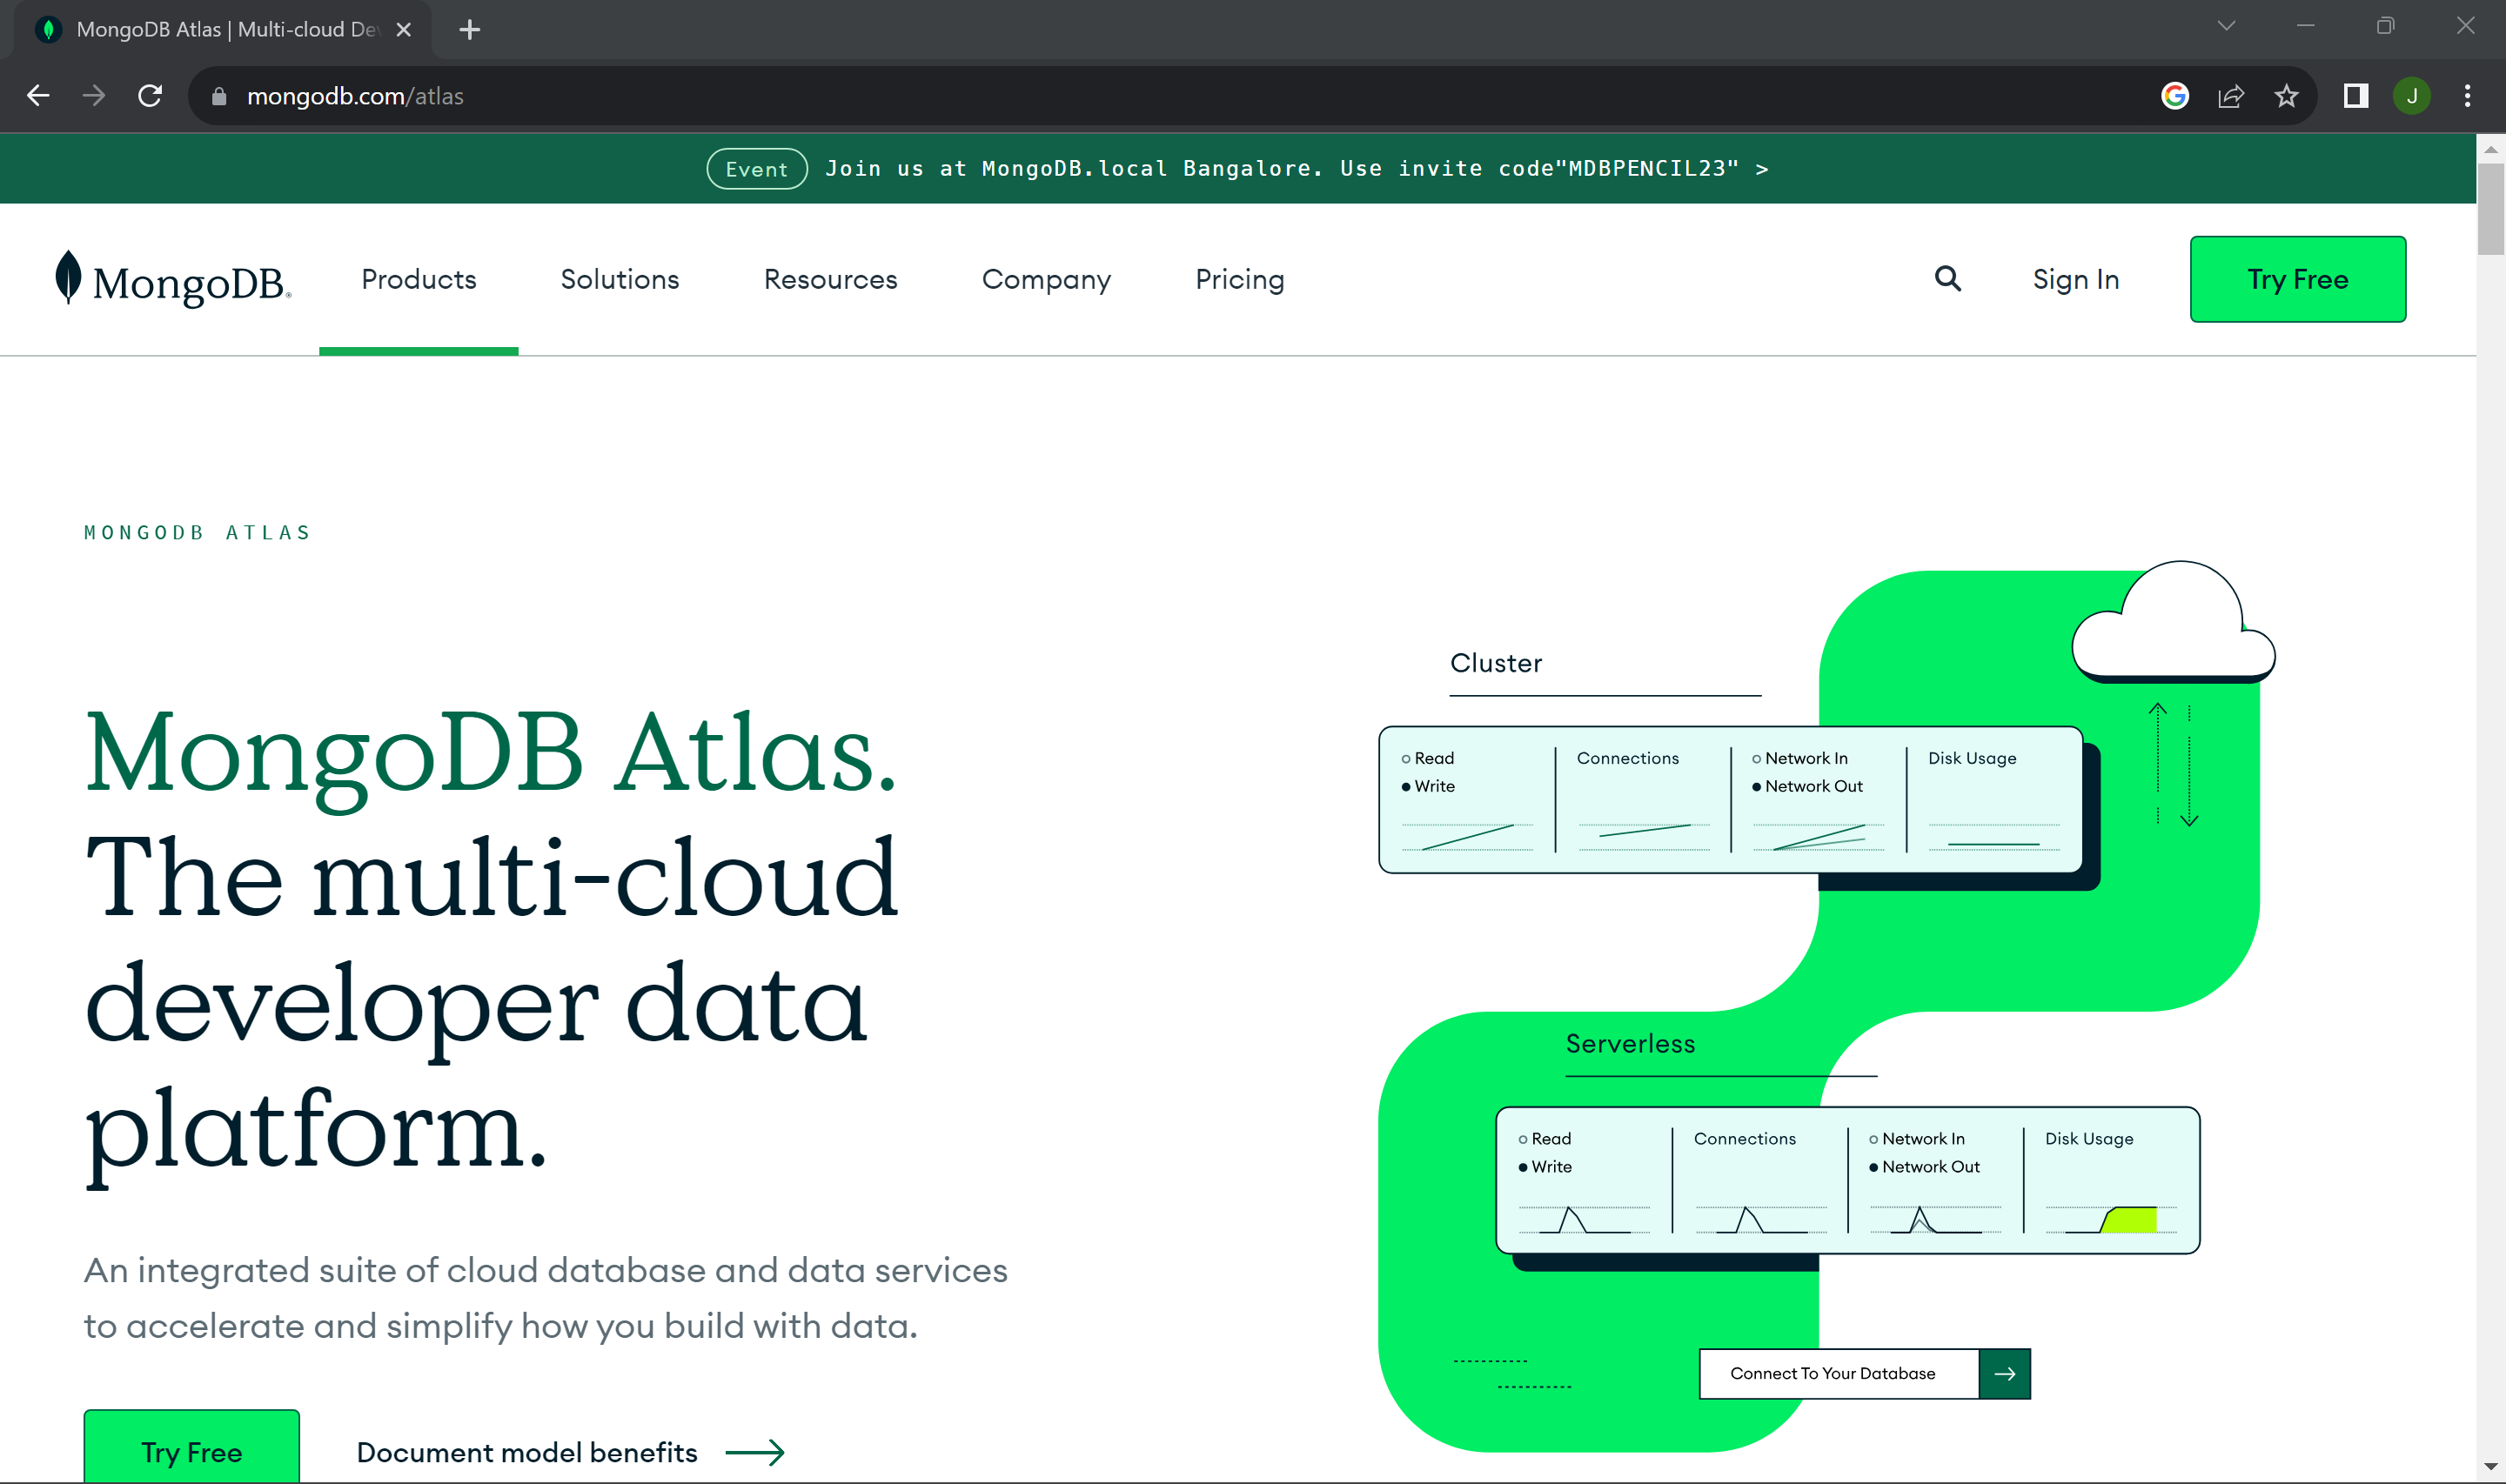 MongoDB Atlas | Multi-cloud De
mongodb.com/atlas
J
Event Join us at MongoDB.local Bangalore. Use invite code"MDBPENCIL23" >
MongoDB® Products Solutions Resources Company Pricing Sign In Try Free
MONGODB ATLAS
MongoDB Atlas.
The multi-cloud
developer data
platform.
An integrated suite of cloud database and data services
to accelerate and simplify how you build with data.
Try Free Document model benefits
Cluster
Read Connections Network In Disk Usage
Write Network Out
Serverless
Read Connections Network In Disk Usage
Write Network Out
Connect To Your Database